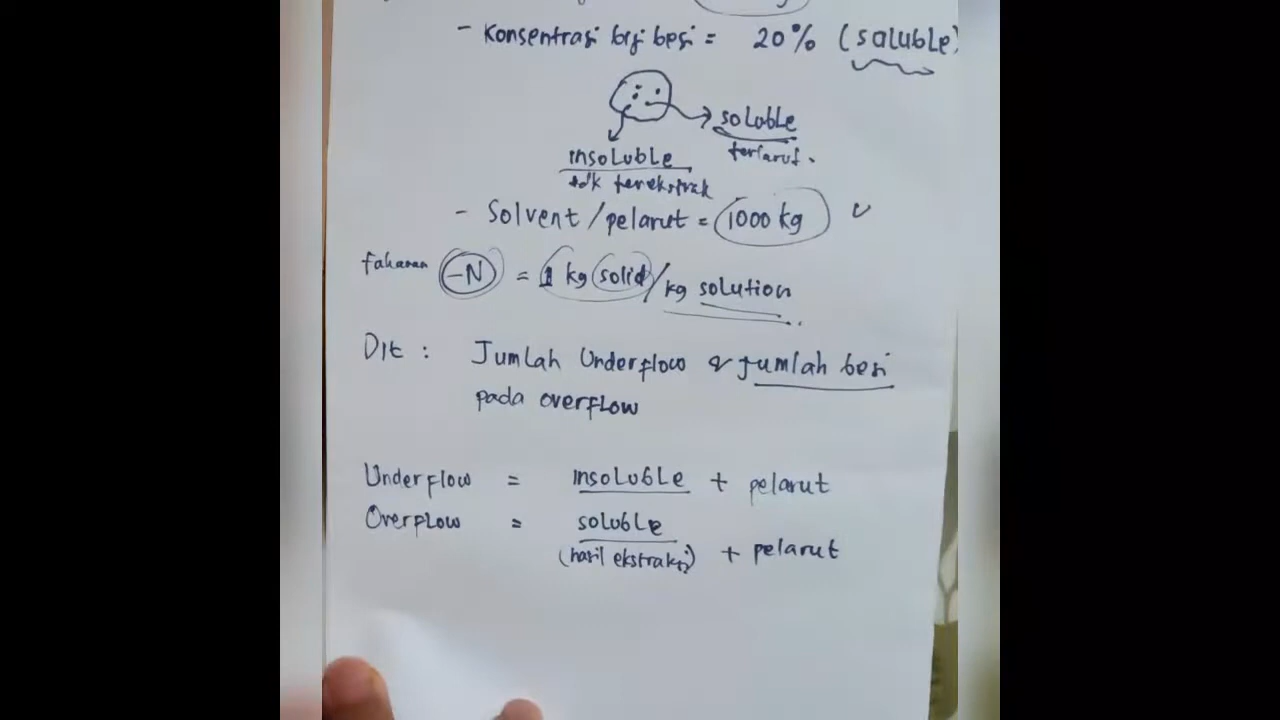 - Konsentrasi biji besi = 20% (soluble)
soluble
terlarut.
insoluble
tdk terekstrak
- Solvent/pelarut = 1000 kg
tahanan -N = 1 kg solid/kg solution
Dit : Jumlah Underflow & jumlah besi
pada overflow
Underflow = insoluble + pelarut
Overflow = soluble
(hasil ekstraksi) + pelarut